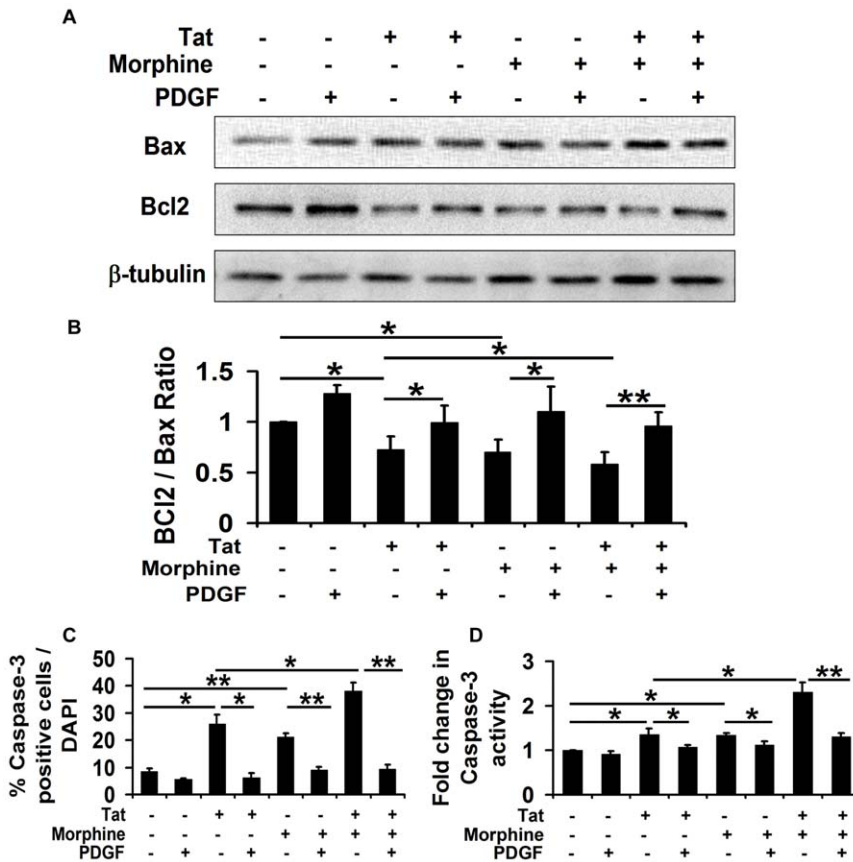 A
Tat - - + + - - + +
Morphine - - - - + + + +
PDGF - + - + - + - +
Bax
Bcl2
β-tubulin
B
BCl2 / Bax Ratio
1.5
1
0.5
0
* * * * * **
Tat - - + + - - + +
Morphine - - - - + + + +
PDGF - + - + - + - +
C
% Caspase-3
positive cells /
DAPI
50
40
30
20
10
0
* ** * * ** **
Tat - - + + - - + +
Morphine - - - - + + + +
PDGF - + - + - + - +
D
Fold change in
Caspase-3
activity
3
2
1
0
* * * * * **
Tat - - + + - - + +
Morphine - - - - + + + +
PDGF - + - + - + - +